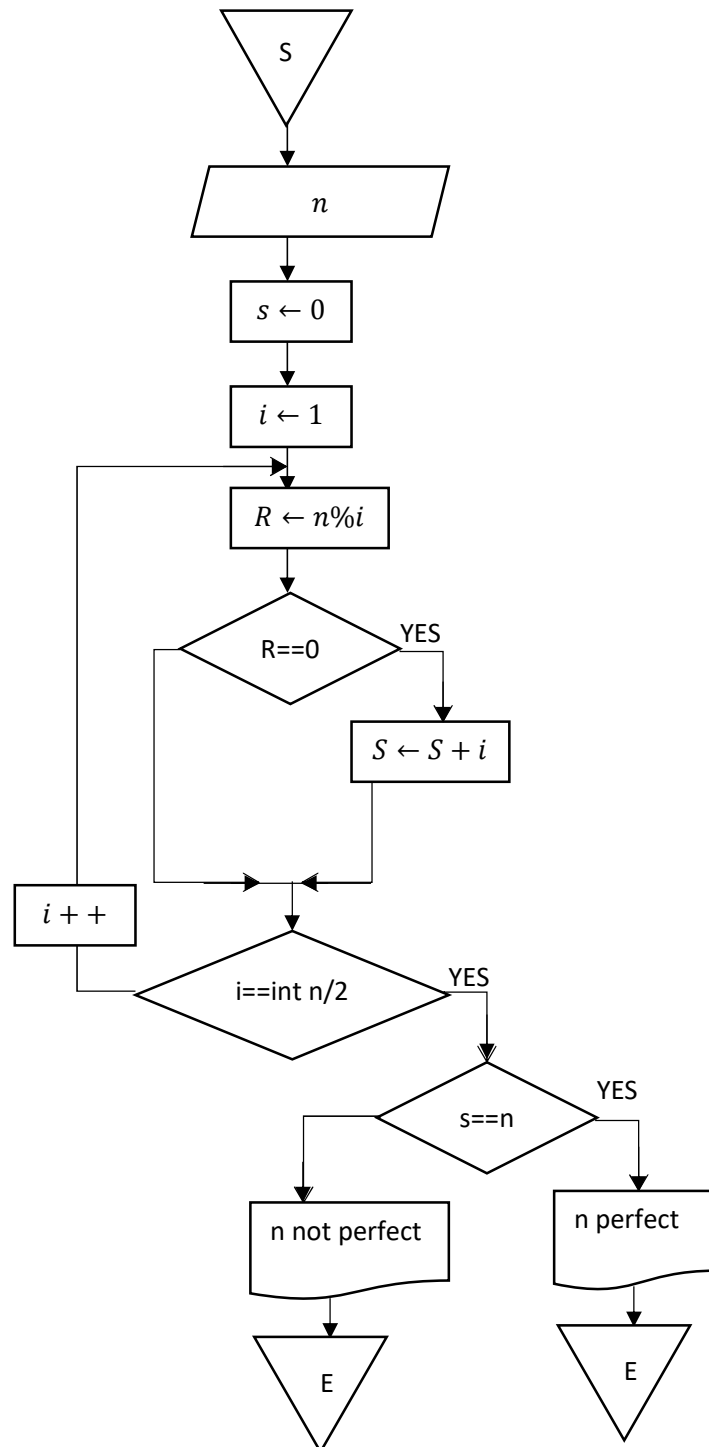 S
n
s ← 0
i ← 1
R ← n%i
R==0
YES
S ← S + i
i + +
i==int n/2
YES
s==n
YES
n not perfect
n perfect
E
E